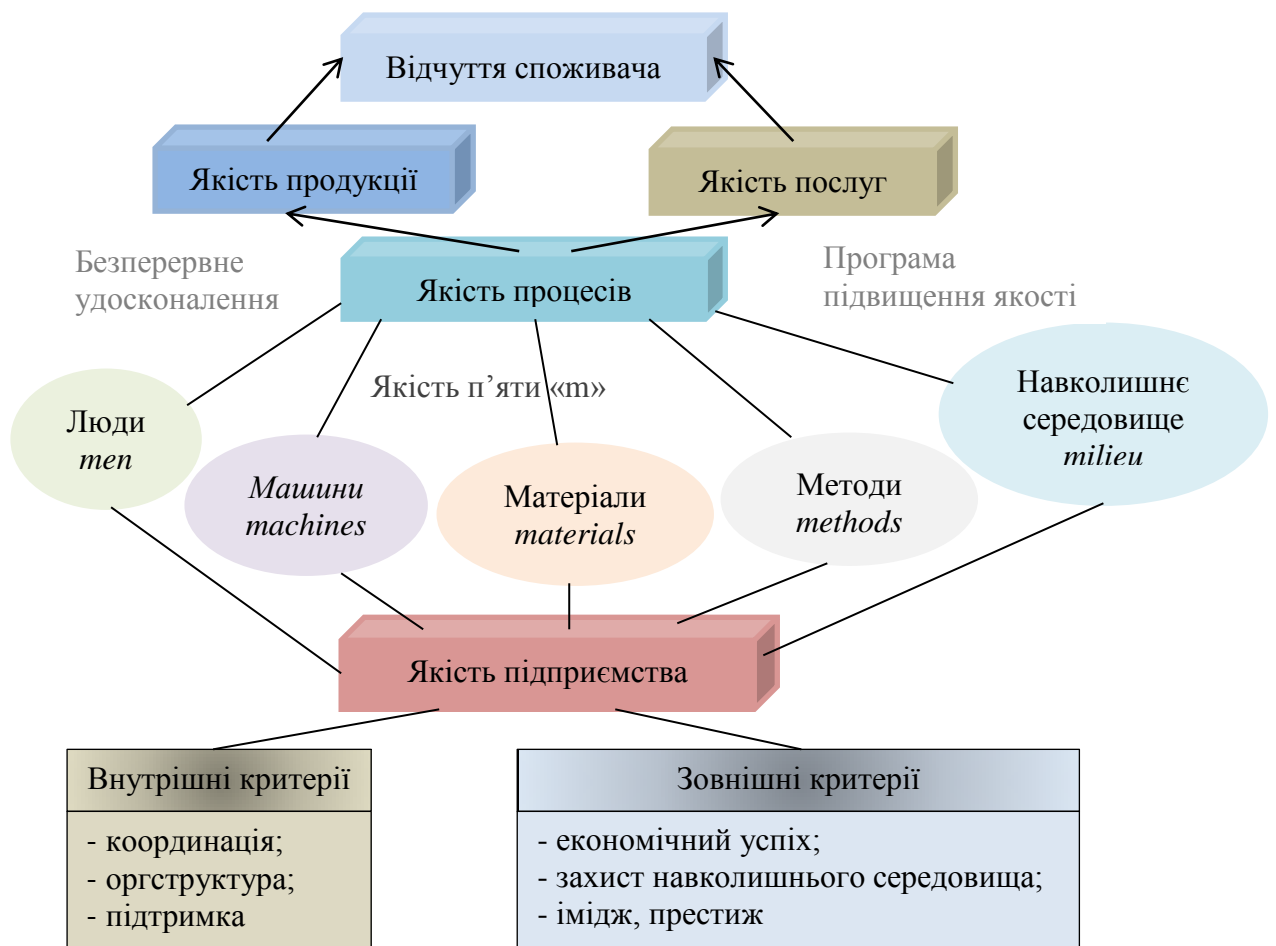 Відчуття споживача
Якість продукції
Якість послуг
Безперервне
удосконалення
Якість процесів
Програма
підвищення якості
Якість п’яти «m»
Люди
men
Машини
machines
Матеріали
materials
Методи
methods
Навколишнє
середовище
milieu
Якість підприємства
Внутрішні критерії
- координація;
- оргструктура;
- підтримка
Зовнішні критерії
- економічний успіх;
- захист навколишнього середовища;
- імідж, престиж